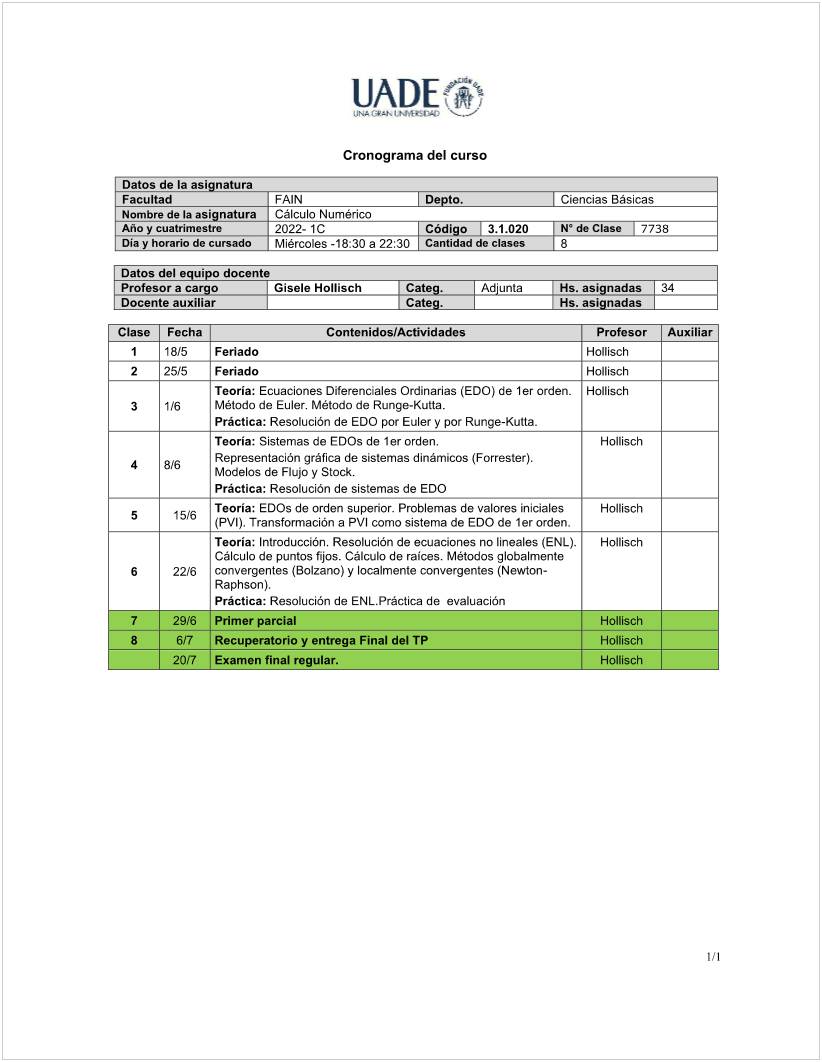 UADE
UNA GRAN UNIVERSIDAD
FUNDACIÓN UADE
Cronograma del curso
Datos de la asignatura
Facultad FAIN Depto. Ciencias Básicas
Nombre de la asignatura Cálculo Numérico
Año y cuatrimestre 2022- 1C Código 3.1.020 N° de Clase 7738
Día y horario de cursado Miércoles -18:30 a 22:30 Cantidad de clases 8
Datos del equipo docente
Profesor a cargo Gisele Hollisch Categ. Adjunta Hs. asignadas 34
Docente auxiliar Categ. Hs. asignadas
Clase Fecha Contenidos/Actividades Profesor Auxiliar
1 18/5 Feriado Hollisch
2 25/5 Feriado Hollisch
3 1/6 Teoría: Ecuaciones Diferenciales Ordinarias (EDO) de 1er orden. Hollisch
Método de Euler. Método de Runge-Kutta.
Práctica: Resolución de EDO por Euler y por Runge-Kutta.
4 8/6 Teoría: Sistemas de EDOs de 1er orden. Hollisch
Representación gráfica de sistemas dinámicos (Forrester).
Modelos de Flujo y Stock.
Práctica: Resolución de sistemas de EDO
5 15/6 Teoría: EDOs de orden superior. Problemas de valores iniciales Hollisch
(PVI). Transformación a PVI como sistema de EDO de 1er orden.
6 22/6 Teoría: Introducción. Resolución de ecuaciones no lineales (ENL). Hollisch
Cálculo de puntos fijos. Cálculo de raíces. Métodos globalmente
convergentes (Bolzano) y localmente convergentes (Newton-
Raphson).
Práctica: Resolución de ENL.Práctica de evaluación
7 29/6 Primer parcial Hollisch
8 6/7 Recuperatorio y entrega Final del TP Hollisch
20/7 Examen final regular. Hollisch
1/1